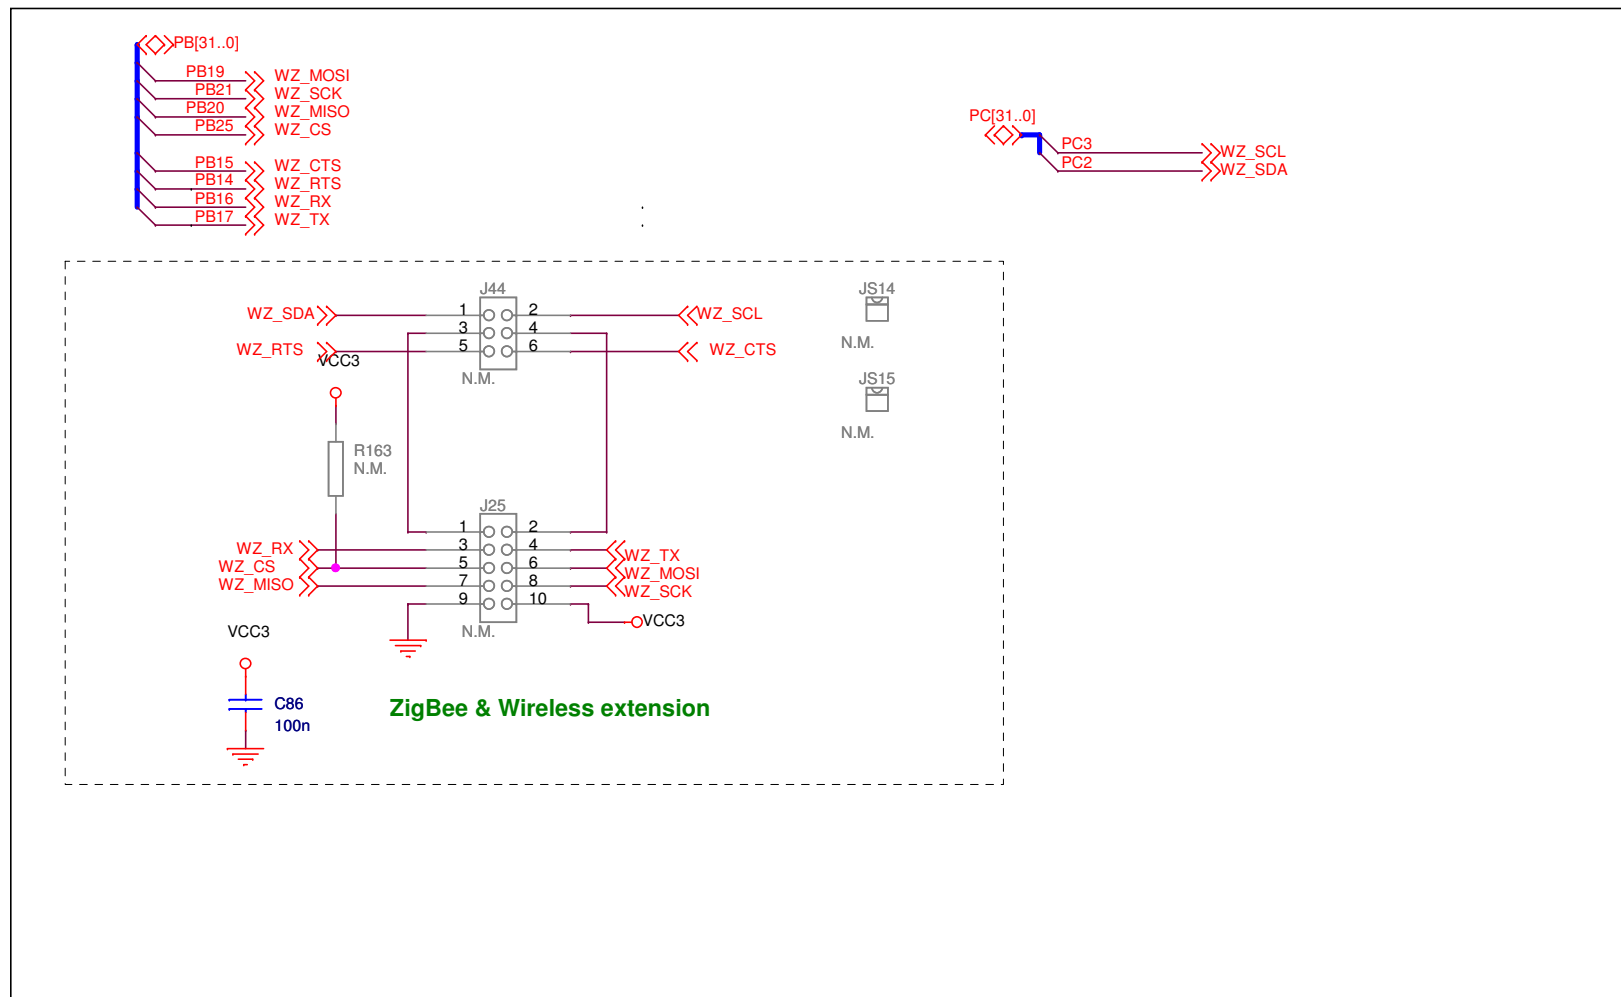 PB[31..0]
PB19 WZ_MOSI
PB21 WZ_SCK
PB20 WZ_MISO
PB25 WZ_CS
PB15 WZ_CTS
PB14 WZ_RTS
PB16 WZ_RX
PB17 WZ_TX
PC[31..0]
PC3 WZ_SCL
PC2 WZ_SDA
J44
WZ_SDA 1 2 WZ_SCL
3 4
WZ_RTS 5 6 WZ_CTS
VCC3
N.M.
JS14
N.M.
JS15
N.M.
R163
N.M.
J25
1 2
WZ_RX 3 4 WZ_TX
WZ_CS 5 6 WZ_MOSI
WZ_MISO 7 8 WZ_SCK
9 10
VCC3
N.M.
VCC3
C86
100n
ZigBee & Wireless extension